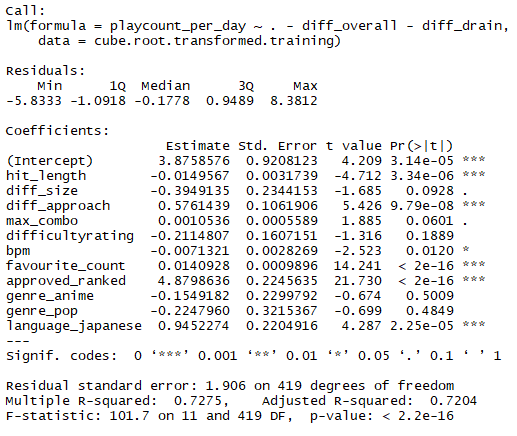 Call:
lm(formula = playcount_per_day ~ . - diff_overall - diff_drain,
    data = cube.root.transformed.training)

Residuals:
    Min      1Q  Median      3Q     Max
-5.8333 -1.0918 -0.1778  0.9489  8.3812

Coefficients:
                    Estimate Std. Error t value Pr(>|t|)
(Intercept)        3.8758576  0.9208123   4.209 3.14e-05 ***
hit_length        -0.0149567  0.0031739  -4.712 3.34e-06 ***
diff_size         -0.3949135  0.2344153  -1.685   0.0928 .
diff_approach      0.5761439  0.1061906   5.426 9.79e-08 ***
max_combo          0.0010536  0.0005589   1.885   0.0601 .
difficultyrating  -0.2114807  0.1607151  -1.316   0.1889
bpm               -0.0071321  0.0028269  -2.523   0.0120 *
favourite_count    0.0140928  0.0009896  14.241  < 2e-16 ***
approved_ranked    4.8798636  0.2245635  21.730  < 2e-16 ***
genre_anime       -0.1549182  0.2299792  -0.674   0.5009
genre_pop         -0.2247960  0.3215367  -0.699   0.4849
language_japanese  0.9452274  0.2204916   4.287 2.25e-05 ***
---
Signif. codes:  0 ‘***’ 0.001 ‘**’ 0.01 ‘*’ 0.05 ‘.’ 0.1 ‘ ’ 1

Residual standard error: 1.906 on 419 degrees of freedom
Multiple R-squared:  0.7275,    Adjusted R-squared:  0.7204
F-statistic: 101.7 on 11 and 419 DF,  p-value: < 2.2e-16